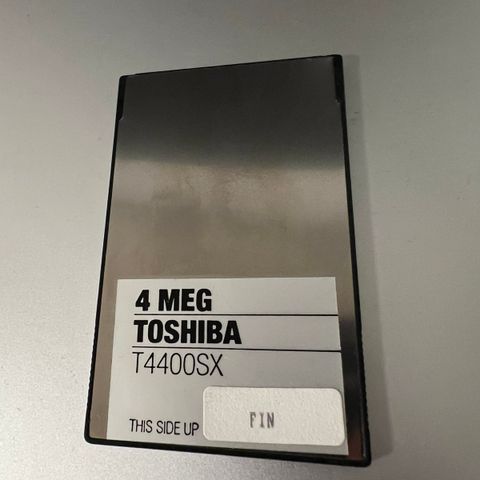 4 MEG
TOSHIBA
T4400SX
THIS SIDE UP FIN